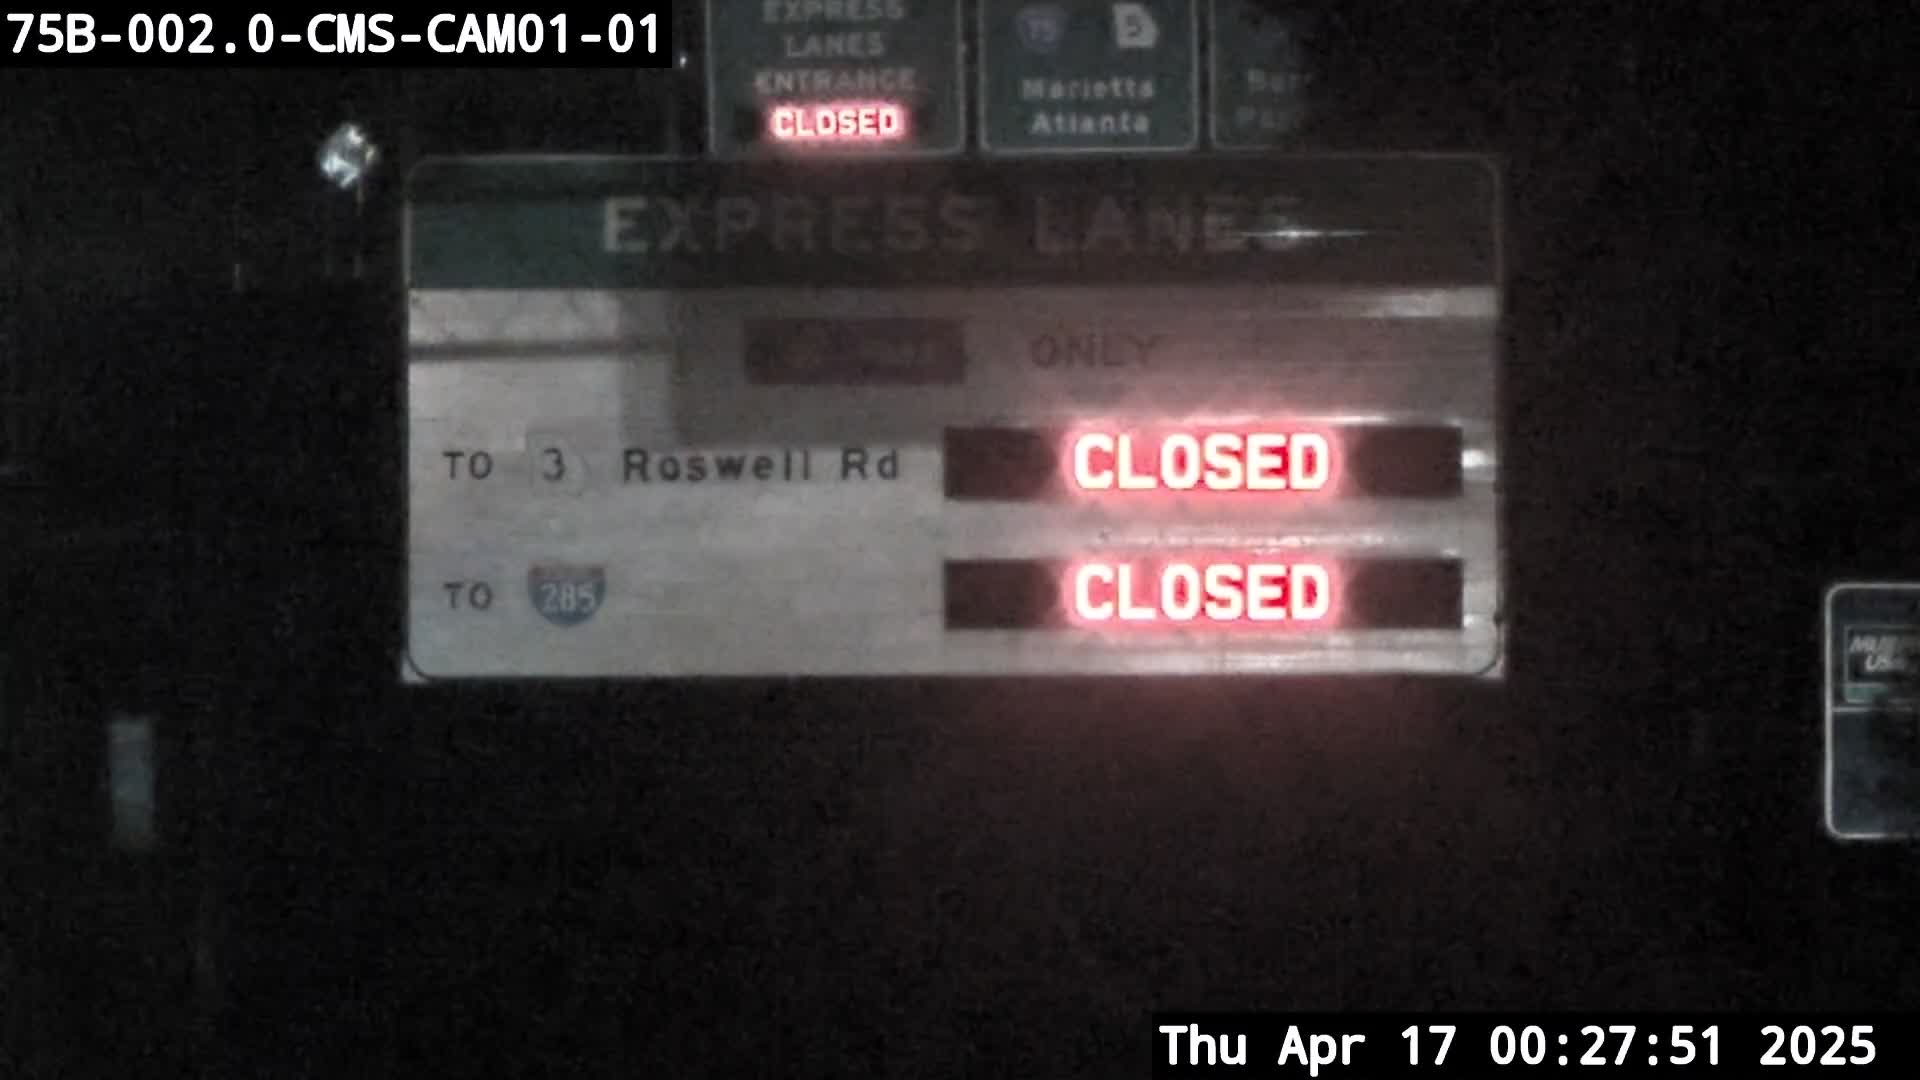 75B-002.0-CMS-CAM01-01
EXPRESS
LANES
ENTRANCE
CLOSED
75 5
Marietta
Atlanta
EXPRESS LANES
ONLY
TO 3 Roswell Rd CLOSED
TO 285 CLOSED
Thu Apr 17 00:27:51 2025